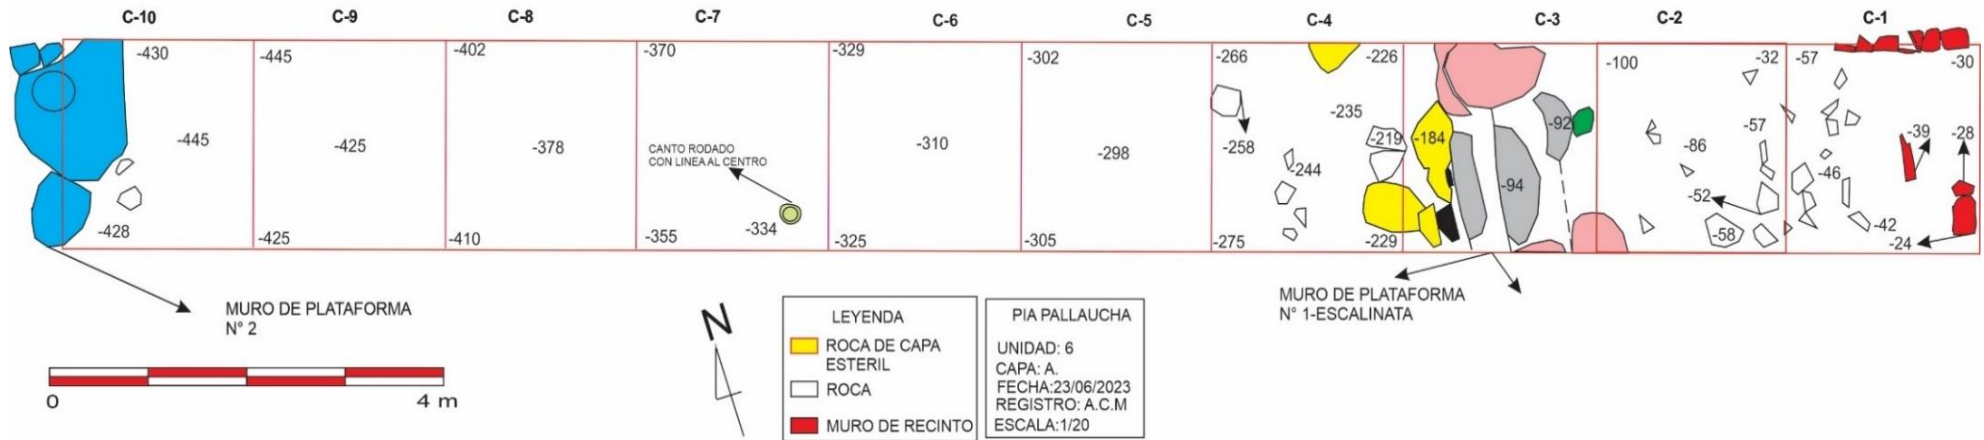 C-10 C-9 C-8 C-7 C-6 C-5 C-4 C-3 C-2 C-1
-430 -445 -402 -370 -329 -302 -266 -226 -100 -32 -57 -30
-235
-445 -425 -378 -310 -298 -258 -219 -184 -92 -86 -57 -39 -28
CANTO RODADO
CON LINEA AL CENTRO
-244 -94 -52 -46
-428 -425 -410 -355 -334 -325 -305 -275 -229 -58 -42 -24
MURO DE PLATAFORMA
N° 2
MURO DE PLATAFORMA
N° 1-ESCALINATA
0 4 m
N
LEYENDA
ROCA DE CAPA
ESTERIL
ROCA
MURO DE RECINTO
PIA PALLAUCHA
UNIDAD: 6
CAPA: A.
FECHA:23/06/2023
REGISTRO: A.C.M
ESCALA:1/20